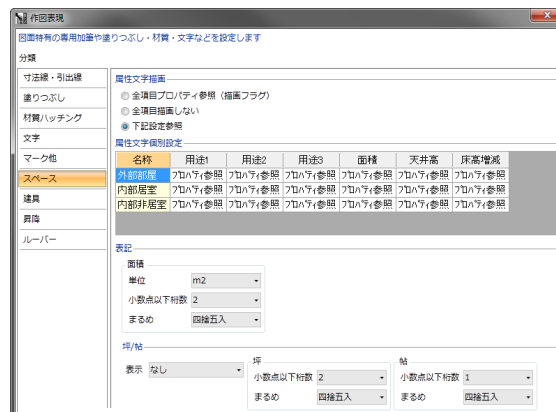 作図表現
図面特有の専用加筆や塗りつぶし・材質・文字などを設定します
分類
寸法線・引出線
塗りつぶし
材質ハッチング
文字
マーク他
スペース
建具
昇降
ルーバー
属性文字描画
全項目プロパティ参照（描画フラグ）
全項目描画しない
下記設定参照
属性文字個別設定
名称 用途1 用途2 用途3 面積 天井高 床高増減
外部部屋 プロパティ参照 プロパティ参照 プロパティ参照 プロパティ参照 プロパティ参照 プロパティ参照
内部居室 プロパティ参照 プロパティ参照 プロパティ参照 プロパティ参照 プロパティ参照 プロパティ参照
内部非居室 プロパティ参照 プロパティ参照 プロパティ参照 プロパティ参照 プロパティ参照 プロパティ参照
表記
面積
単位 m2
小数点以下桁数 2
まるめ 四捨五入
坪/帖
表示 なし
坪
小数点以下桁数 2
まるめ 四捨五入
帖
小数点以下桁数 1
まるめ 四捨五入